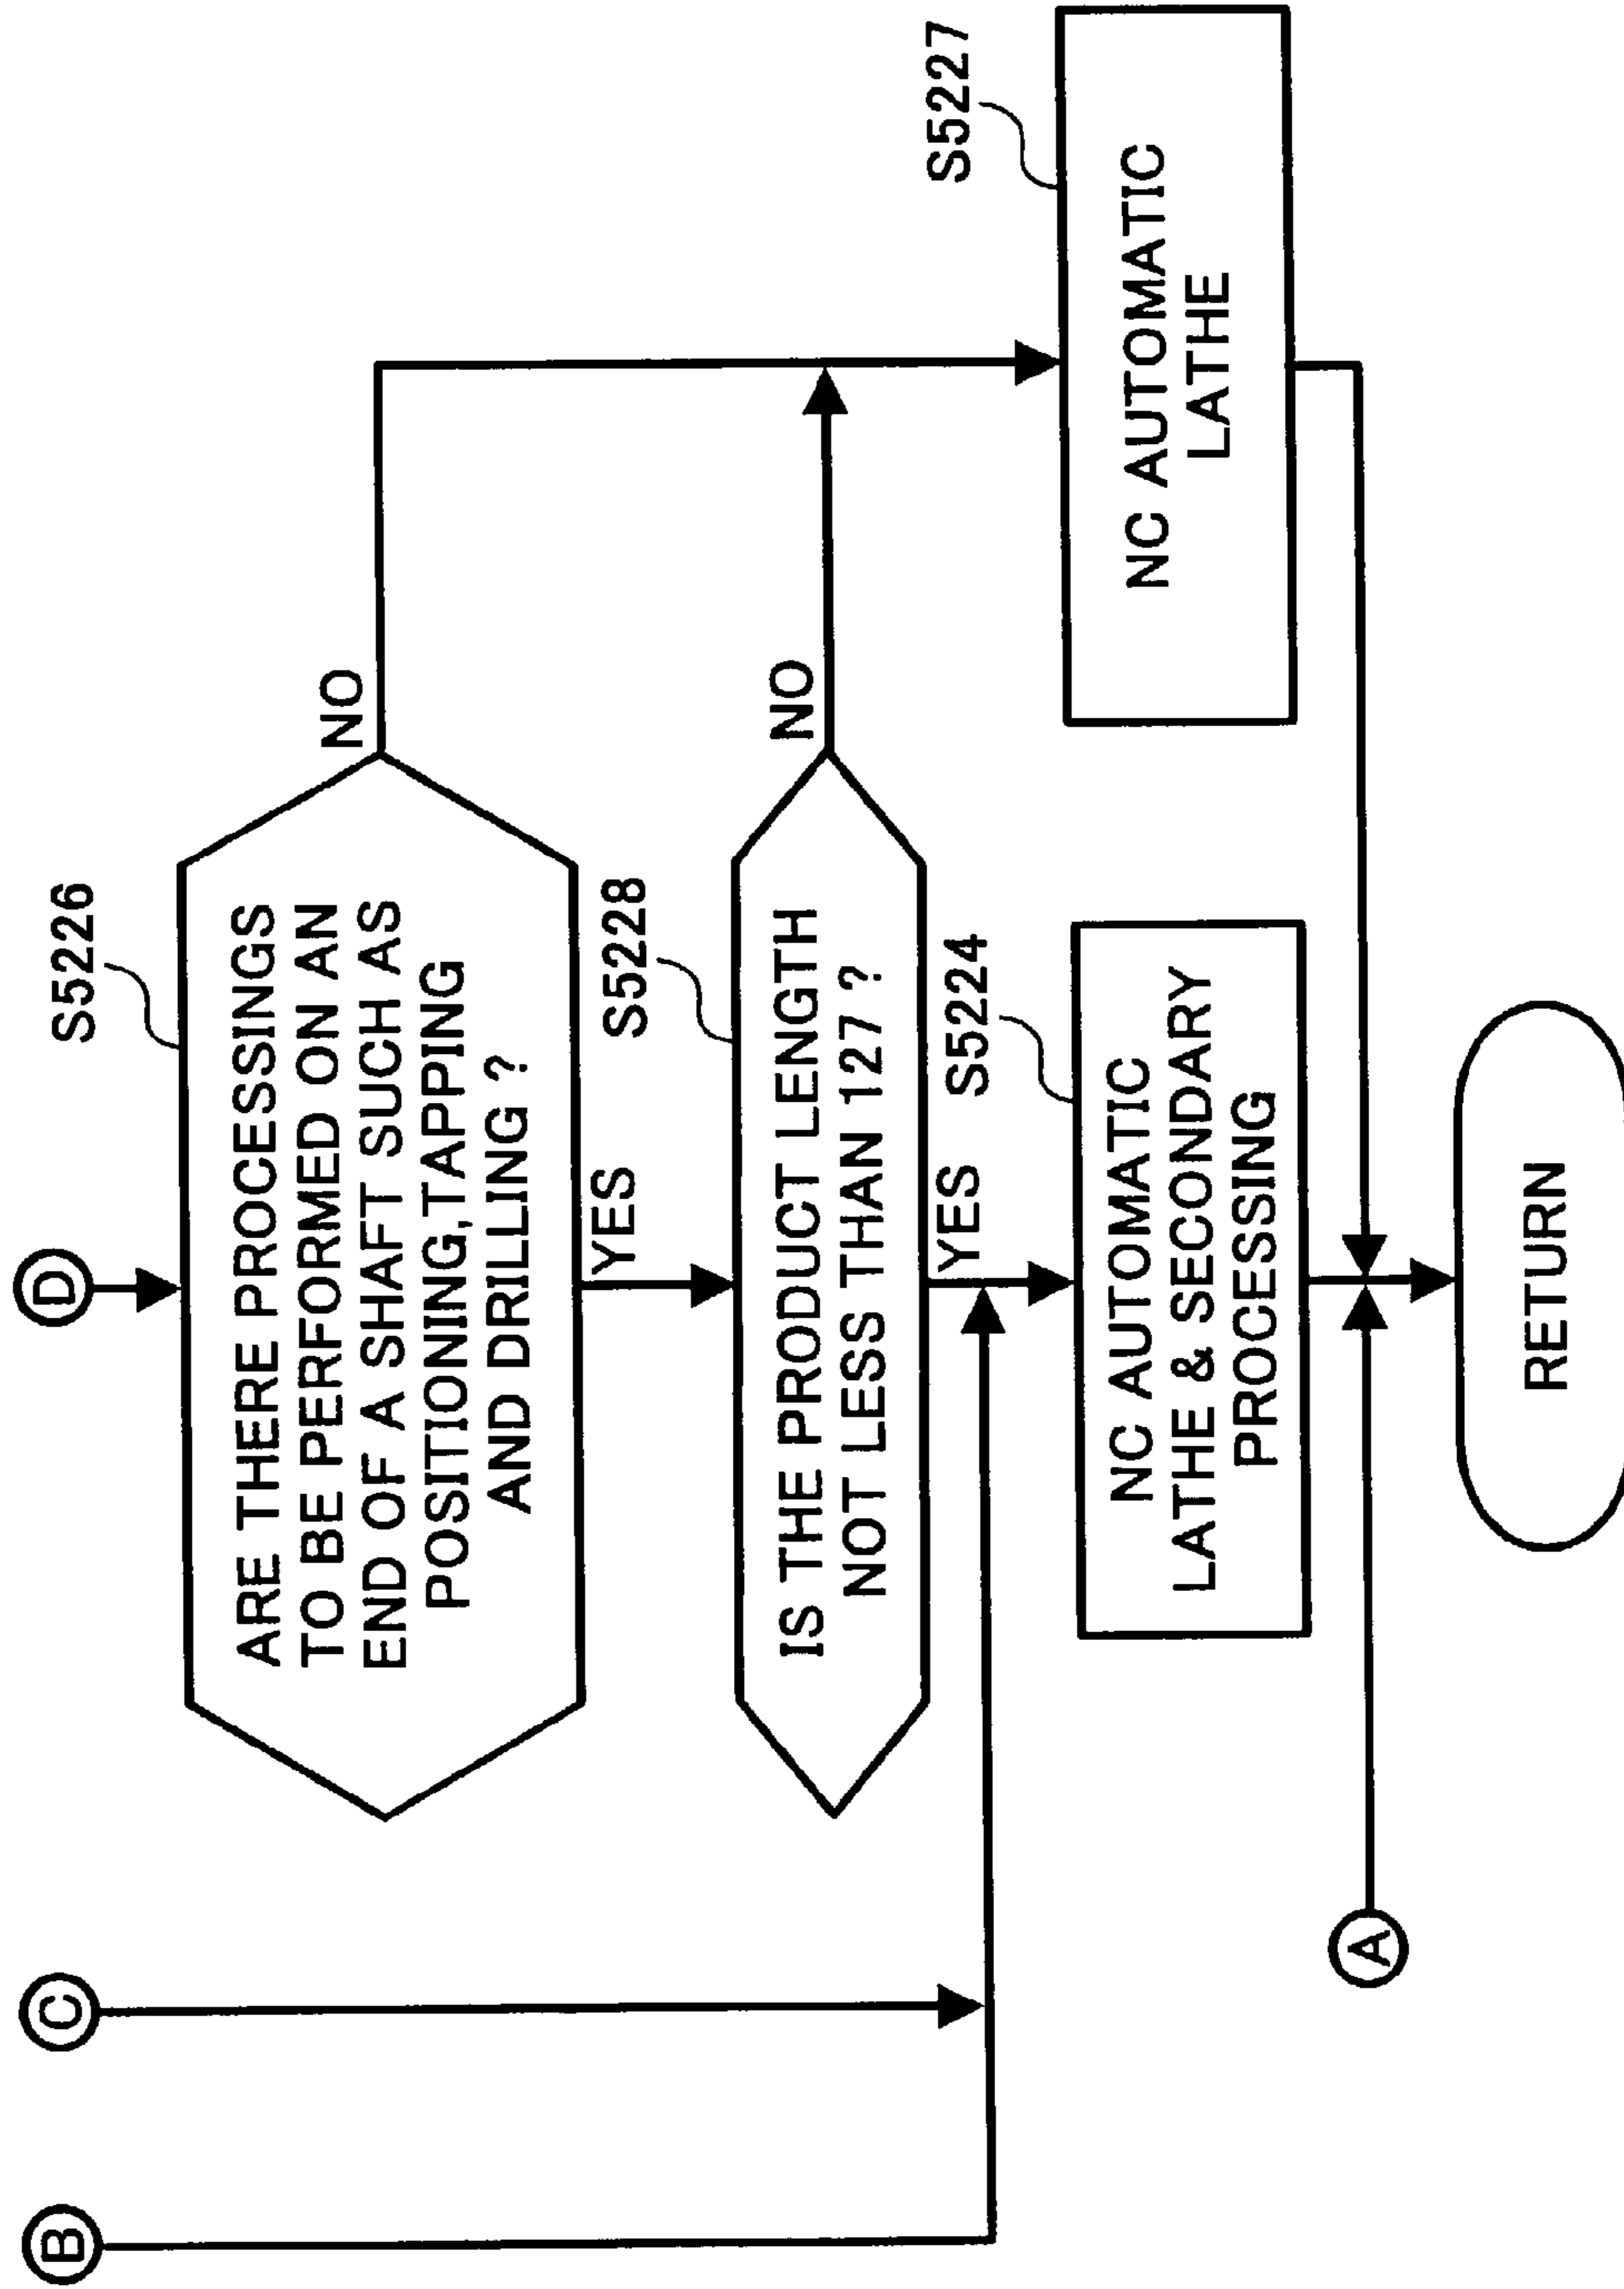 B
C
D
S5226
ARE THERE PROCESSINGS
TO BE PERFORMED ON AN
END OF A SHAFT SUCH AS
POSITIONING,TAPPING
AND DRILLING ?
NO
YES
S5228
IS THE PRODUCT LENGTH
NOT LESS THAN 127 ?
NO
YES
S5224
NC AUTOMATIC
LATHE & SECONDARY
PROCESSING
S5227
NC AUTOMATIC
LATHE
A
RETURN